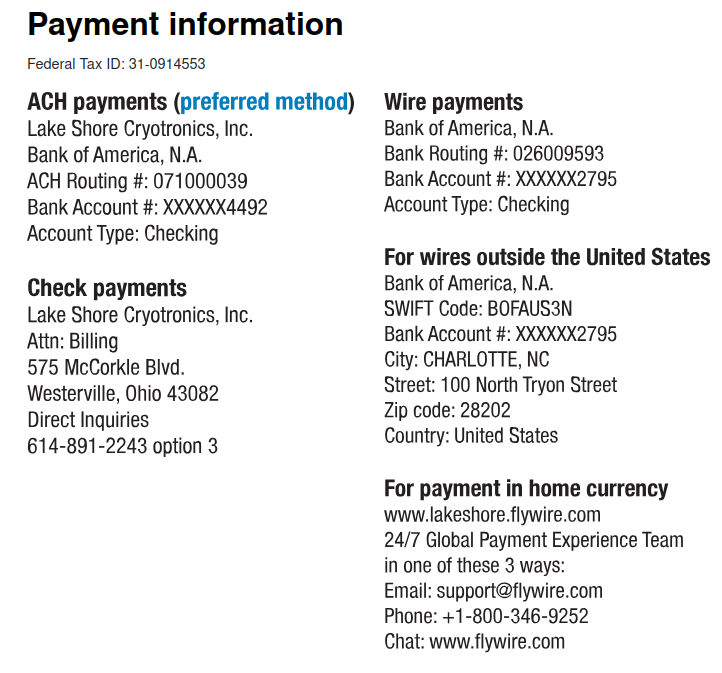 Payment information
Federal Tax ID: 31-0914553
ACH payments (preferred method)
Lake Shore Cryotronics, Inc.
Bank of America, N.A.
ACH Routing #: 071000039
Bank Account #: XXXXXX4492
Account Type: Checking
Check payments
Lake Shore Cryotronics, Inc.
Attn: Billing
575 McCorkle Blvd.
Westerville, Ohio 43082
Direct Inquiries
614-891-2243 option 3
Wire payments
Bank of America, N.A.
Bank Routing #: 026009593
Bank Account #: XXXXXX2795
Account Type: Checking
For wires outside the United States
Bank of America, N.A.
SWIFT Code: BOFAUS3N
Bank Account #: XXXXXX2795
City: CHARLOTTE, NC
Street: 100 North Tryon Street
Zip code: 28202
Country: United States
For payment in home currency
www.lakeshore.flywire.com
24/7 Global Payment Experience Team
in one of these 3 ways:
Email: support@flywire.com
Phone: +1-800-346-9252
Chat: www.flywire.com